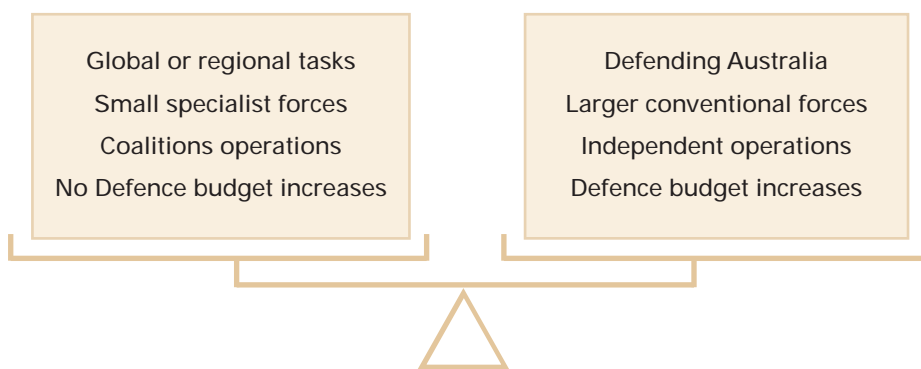 Global or regional tasks
Small specialist forces
Coalitions operations
No Defence budget increases
Defending Australia
Larger conventional forces
Independent operations
Defence budget increases